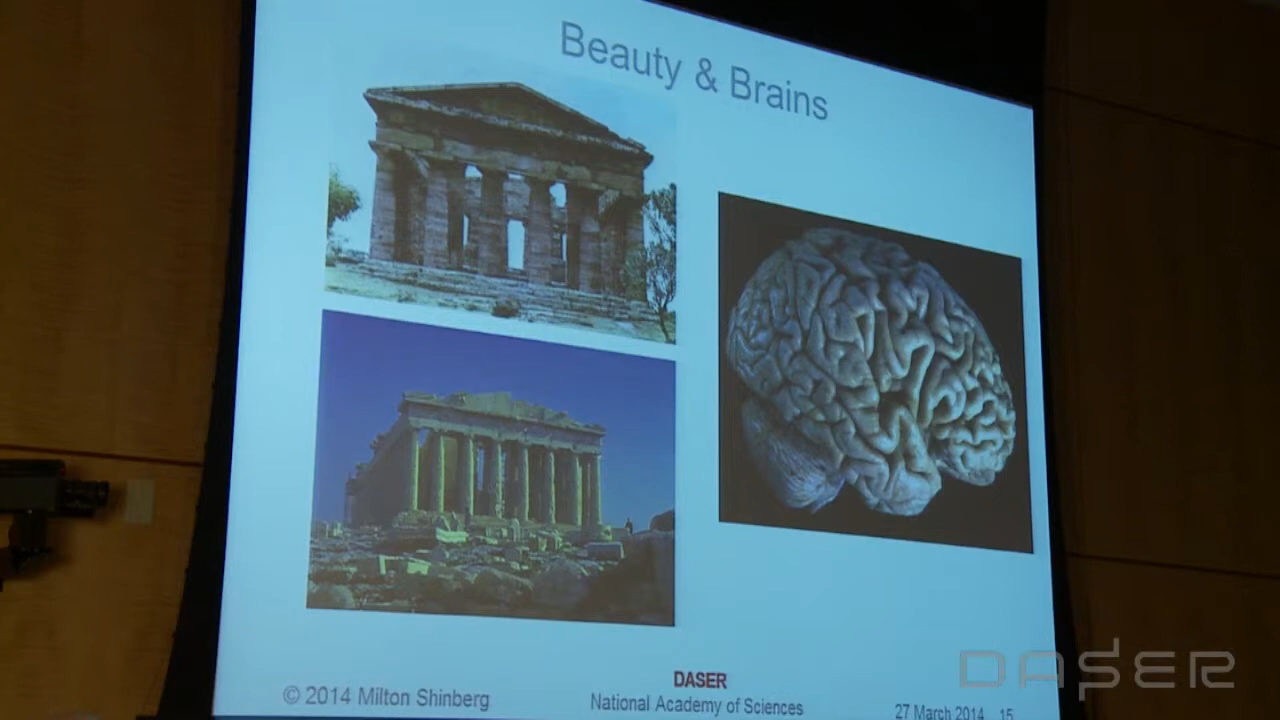 Beauty & Brains
© 2014 Milton Shinberg
DASER
National Academy of Sciences
27 March 2014 15
DASER